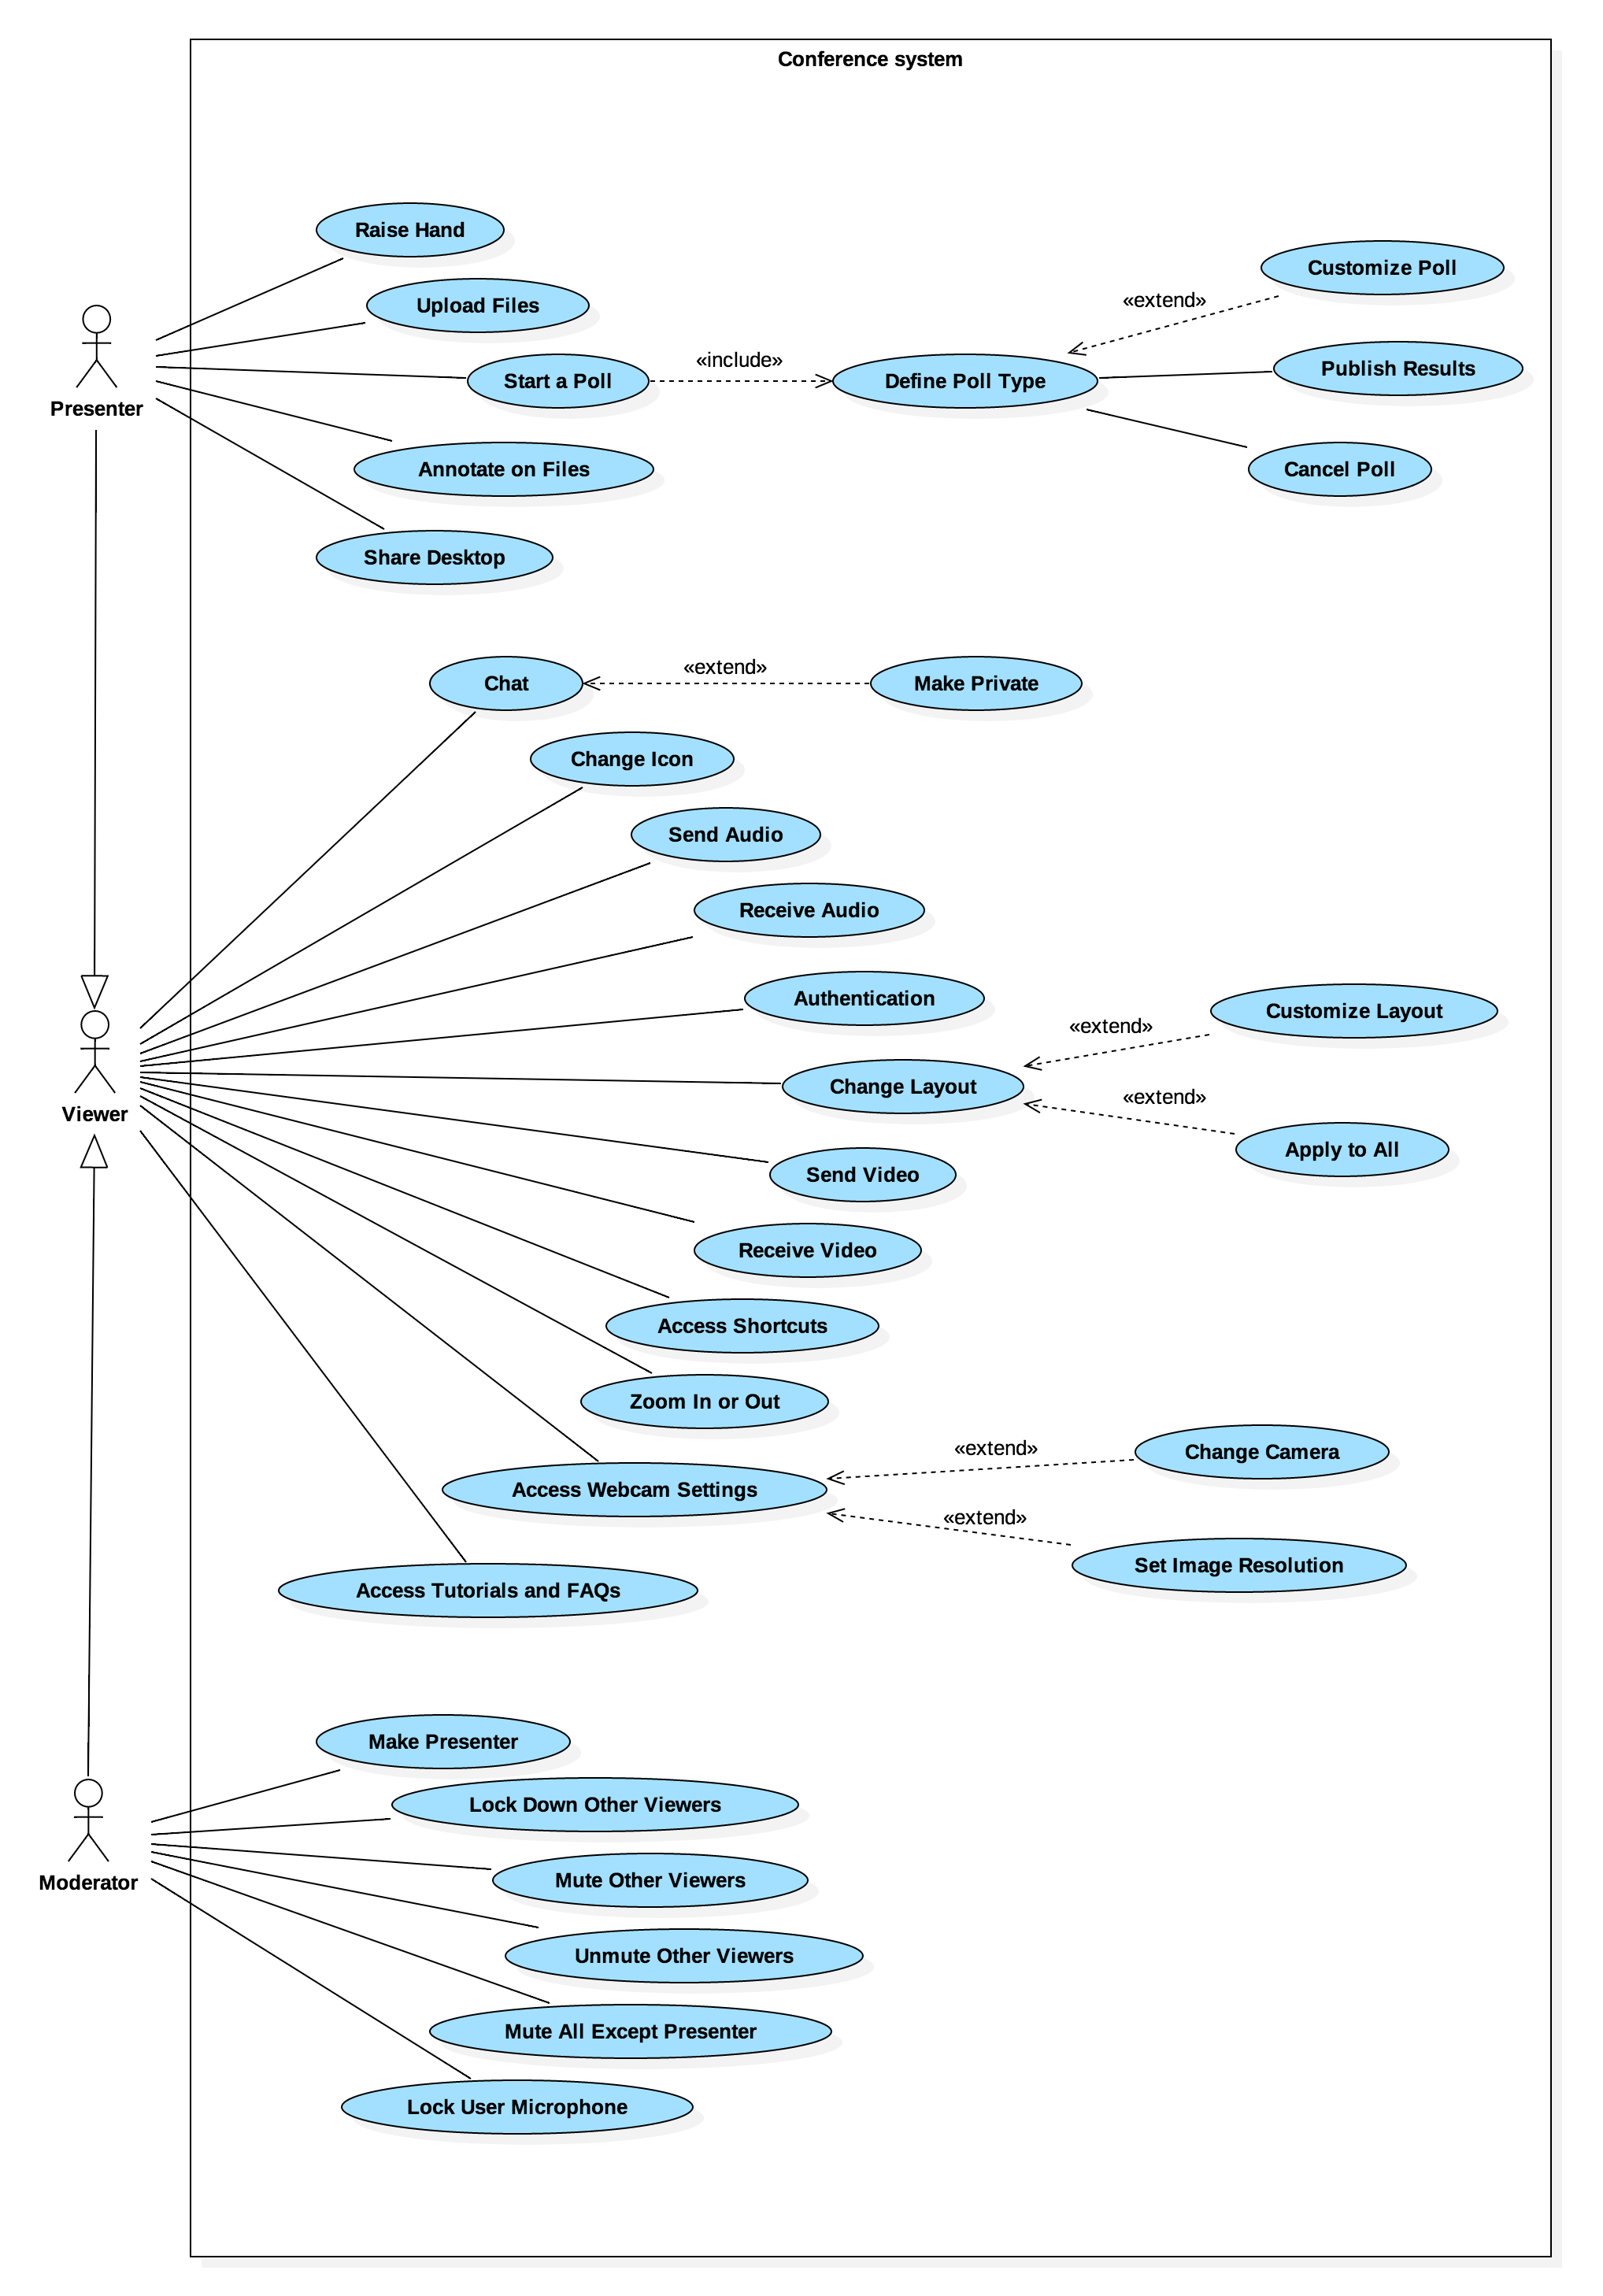 Conference system
Raise Hand
Customize Poll
«extend»
Upload Files
«include»
Publish Results
Start a Poll
Define Poll Type
Presenter
Annotate on Files
Cancel Poll
Share Desktop
«extend»
Chat
Make Private
Change Icon
Send Audio
Receive Audio
Authentication
Customize Layout
«extend»
Change Layout
«extend»
Viewer
Apply to All
Send Video
Receive Video
Access Shortcuts
Zoom In or Out
«extend»
Change Camera
Access Webcam Settings
«extend»
Set Image Resolution
Access Tutorials and FAQs
Make Presenter
Lock Down Other Viewers
Mute Other Viewers
Moderator
Unmute Other Viewers
Mute All Except Presenter
Lock User Microphone